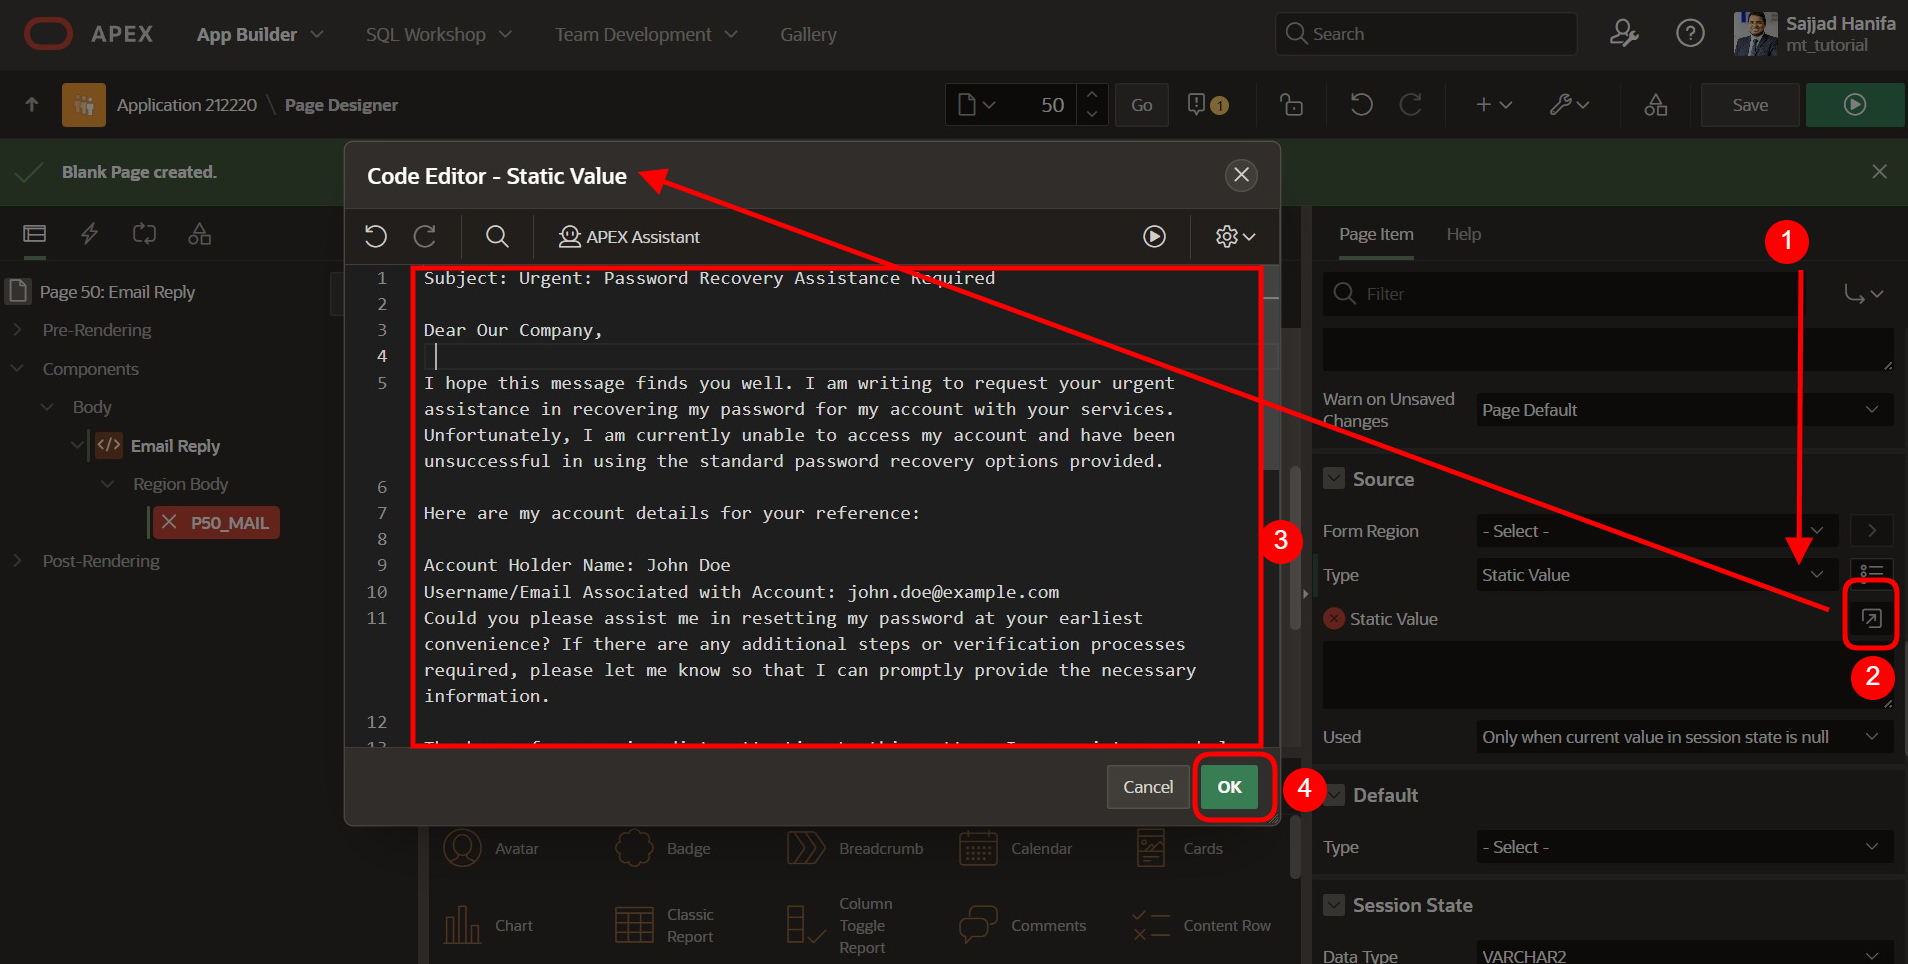 APEX
App Builder
SQL Workshop
Team Development
Gallery
Search
Sajjad Hanifa
mt_tutorial
Application 212220 \ Page Designer
50
Go
1
Save
Blank Page created.
Page 50: Email Reply
Pre-Rendering
Components
Body
Email Reply
Region Body
P50_MAIL
Post-Rendering
Code Editor - Static Value
APEX Assistant
1 Subject: Urgent: Password Recovery Assistance Required
2
3 Dear Our Company,
4
5 I hope this message finds you well. I am writing to request your urgent
assistance in recovering my password for my account with your services.
Unfortunately, I am currently unable to access my account and have been
unsuccessful in using the standard password recovery options provided.
6
7 Here are my account details for your reference:
8
9 Account Holder Name: John Doe
10 Username/Email Associated with Account: john.doe@example.com
11 Could you please assist me in resetting my password at your earliest
convenience? If there are any additional steps or verification processes
required, please let me know so that I can promptly provide the necessary
information.
12
Cancel
OK
4
3
Avatar
Badge
Breadcrumb
Calendar
Cards
Chart
Classic
Report
Column
Toggle
Report
Comments
Content Row
Page Item
Help
1
Filter
Warn on Unsaved
Changes
Page Default
Source
Form Region
- Select -
Type
Static Value
Static Value
2
Used
Only when current value in session state is null
Default
Type
- Select -
Session State
Data Type
VARCHAR2